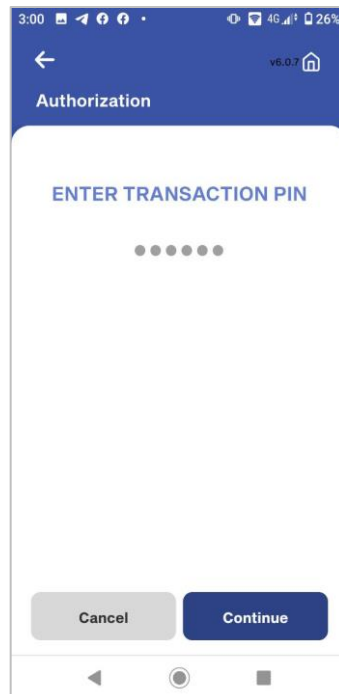 3:00 4G 26%
v6.0.7
Authorization
ENTER TRANSACTION PIN
Cancel Continue